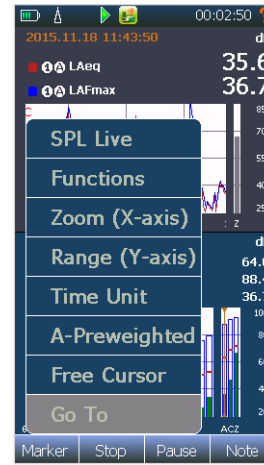 00:02:50
2015.11.18 11:43:50
LAeq
35.6
LAFmax
36.7
SPL Live
Functions
Zoom (X-axis)
Range (Y-axis)
Time Unit
A-Preweighted
Free Cursor
Go To
: Z
64.
88.4
36.
ACZ
Marker Stop Pause Note